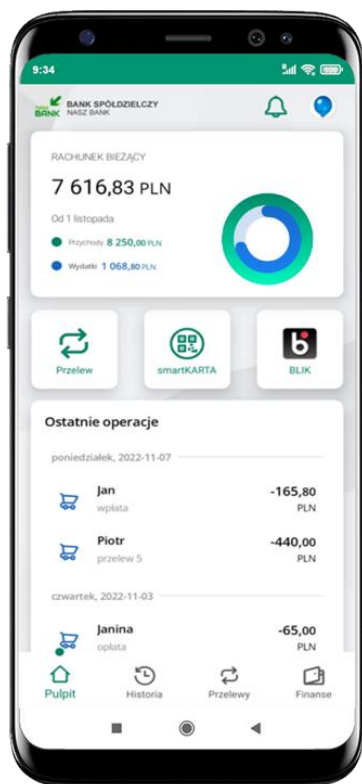 9:34
NASZ BANK
BANK SPÓŁDZIELCZY
NASZ BANK
RACHUNEK BIEŻĄCY
7 616,83 PLN
Od 1 listopada
Przychody 8 250,00 PLN
Wydatki 1 068,80 PLN
Przelew
smartKARTA
BLIK
Ostatnie operacje
poniedziałek, 2022-11-07
Jan -165,80
wpłata PLN
Piotr -440,00
przelew 5 PLN
czwartek, 2022-11-03
Janina -65,00
opłata PLN
Pulpit Historia Przelewy Finanse